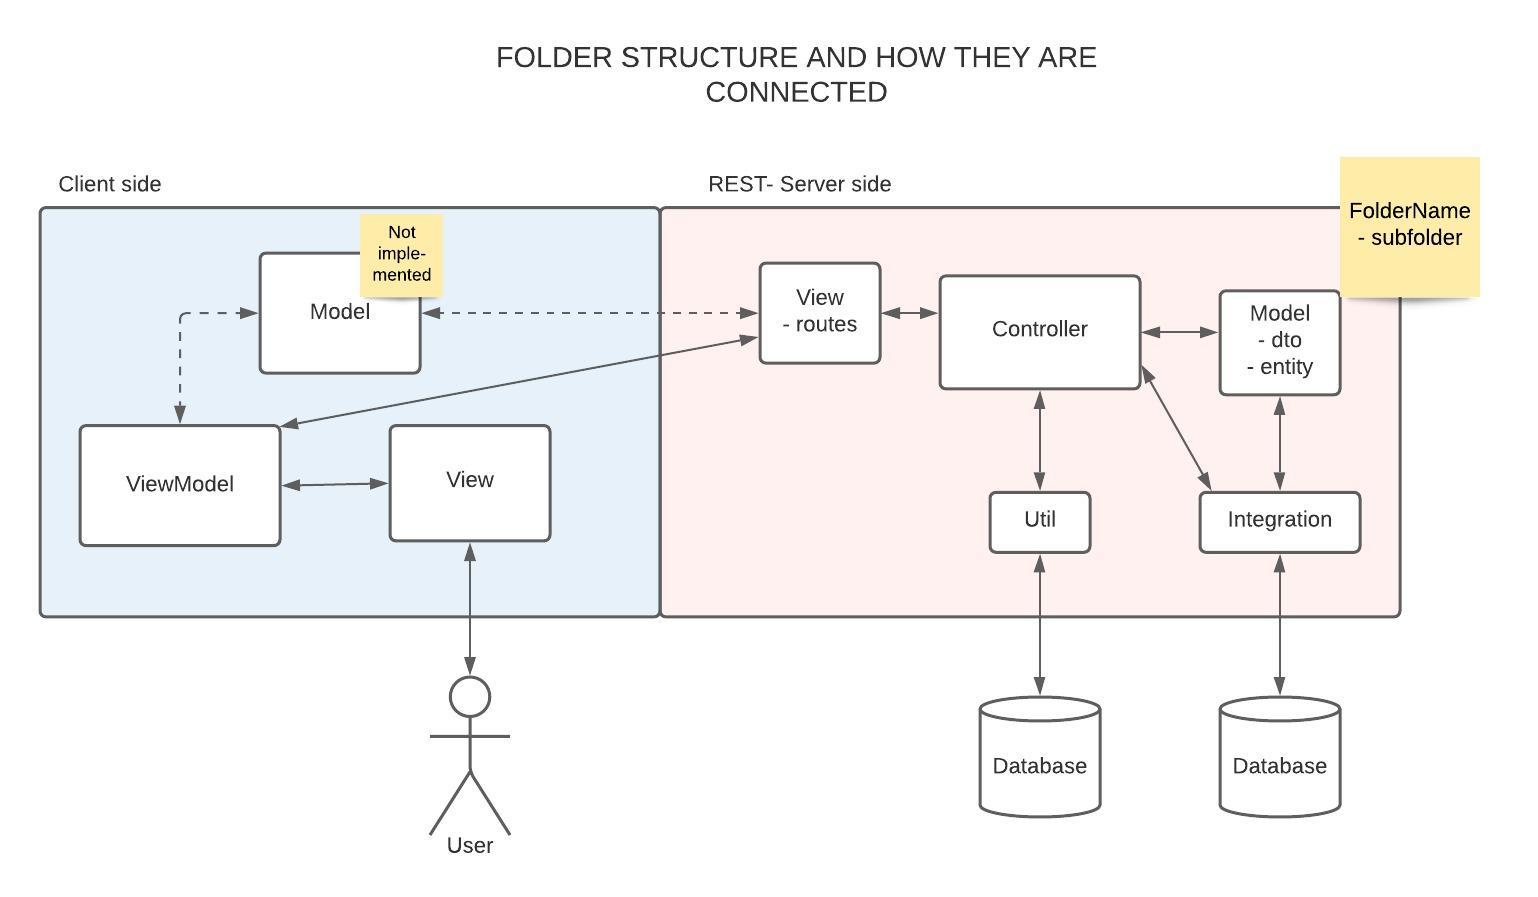 FOLDER STRUCTURE AND HOW THEY ARE
CONNECTED
Client side
REST- Server side
FolderName
- subfolder
Not
imple-
mented
Model
View
- routes
Controller
Model
- dto
- entity
ViewModel
View
Util
Integration
Database
Database
User